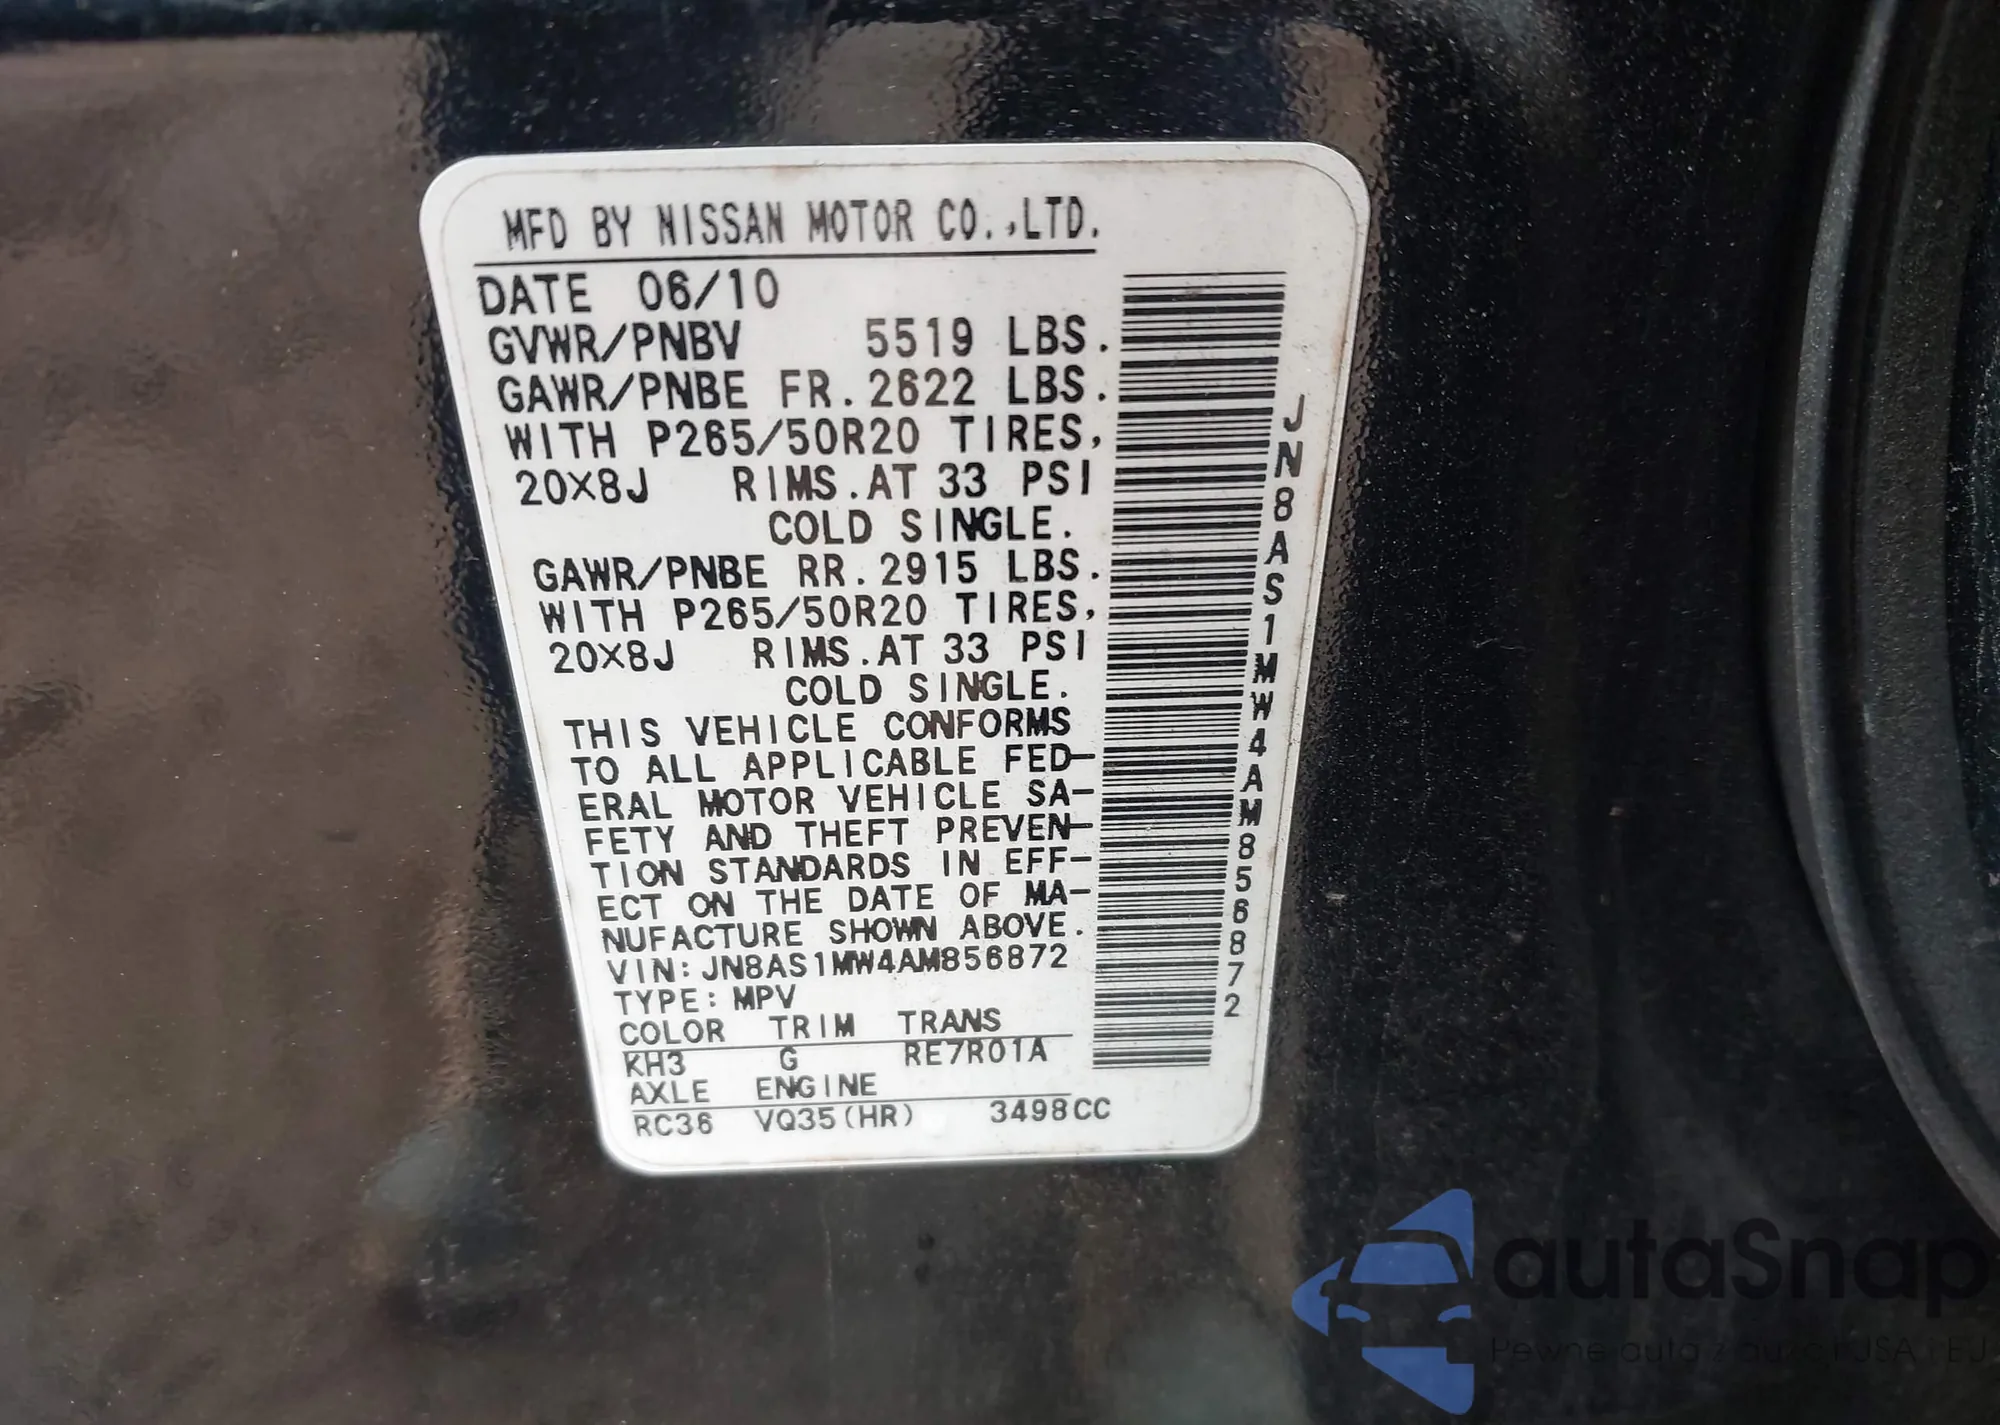 MFD BY NISSAN MOTOR CO.,LTD.
DATE 06/10
GVWR/PNBV 5519 LBS.
GAWR/PNBE FR.2622 LBS.
WITH P265/50R20 TIRES,
20X8J RIMS.AT 33 PSI
COLD SINGLE.
GAWR/PNBE RR.2915 LBS.
WITH P265/50R20 TIRES,
20X8J RIMS.AT 33 PSI
COLD SINGLE.
THIS VEHICLE CONFORMS
TO ALL APPLICABLE FED-
ERAL MOTOR VEHICLE SA-
FETY AND THEFT PREVEN-
TION STANDARDS IN EFF-
ECT ON THE DATE OF MA-
NUFACTURE SHOWN ABOVE.
VIN:JN8AS1MW4AM856872
TYPE:MPV
COLOR TRIM TRANS
KH3 G RE7R01A
AXLE ENGINE
RC36 VQ35(HR) 3498CC
JN8AS1MW4AM856872
autaSnap
Pewne auta z